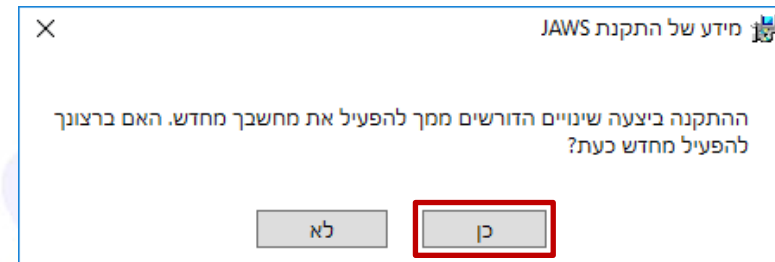 מידע של התקנת JAWS
ההתקנה ביצעה שינויים הדורשים ממך להפעיל את מחשבך מחדש. האם ברצונך
להפעיל מחדש כעת?
כן
לא